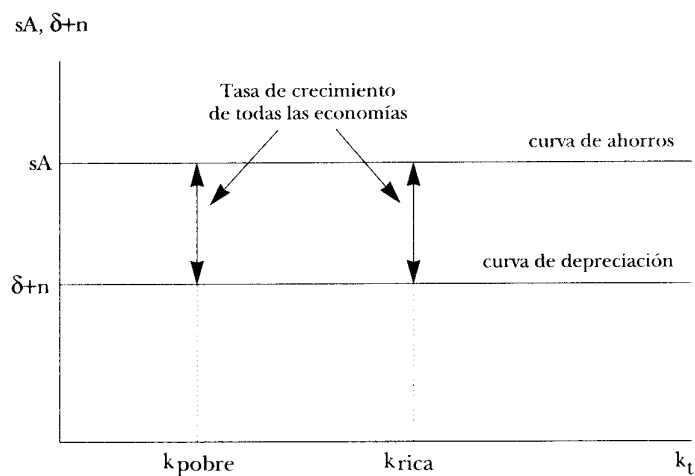 sA, δ+n
Tasa de crecimiento
de todas las economías
curva de ahorros
sA
curva de depreciación
δ+n
k pobre
k rica
k t